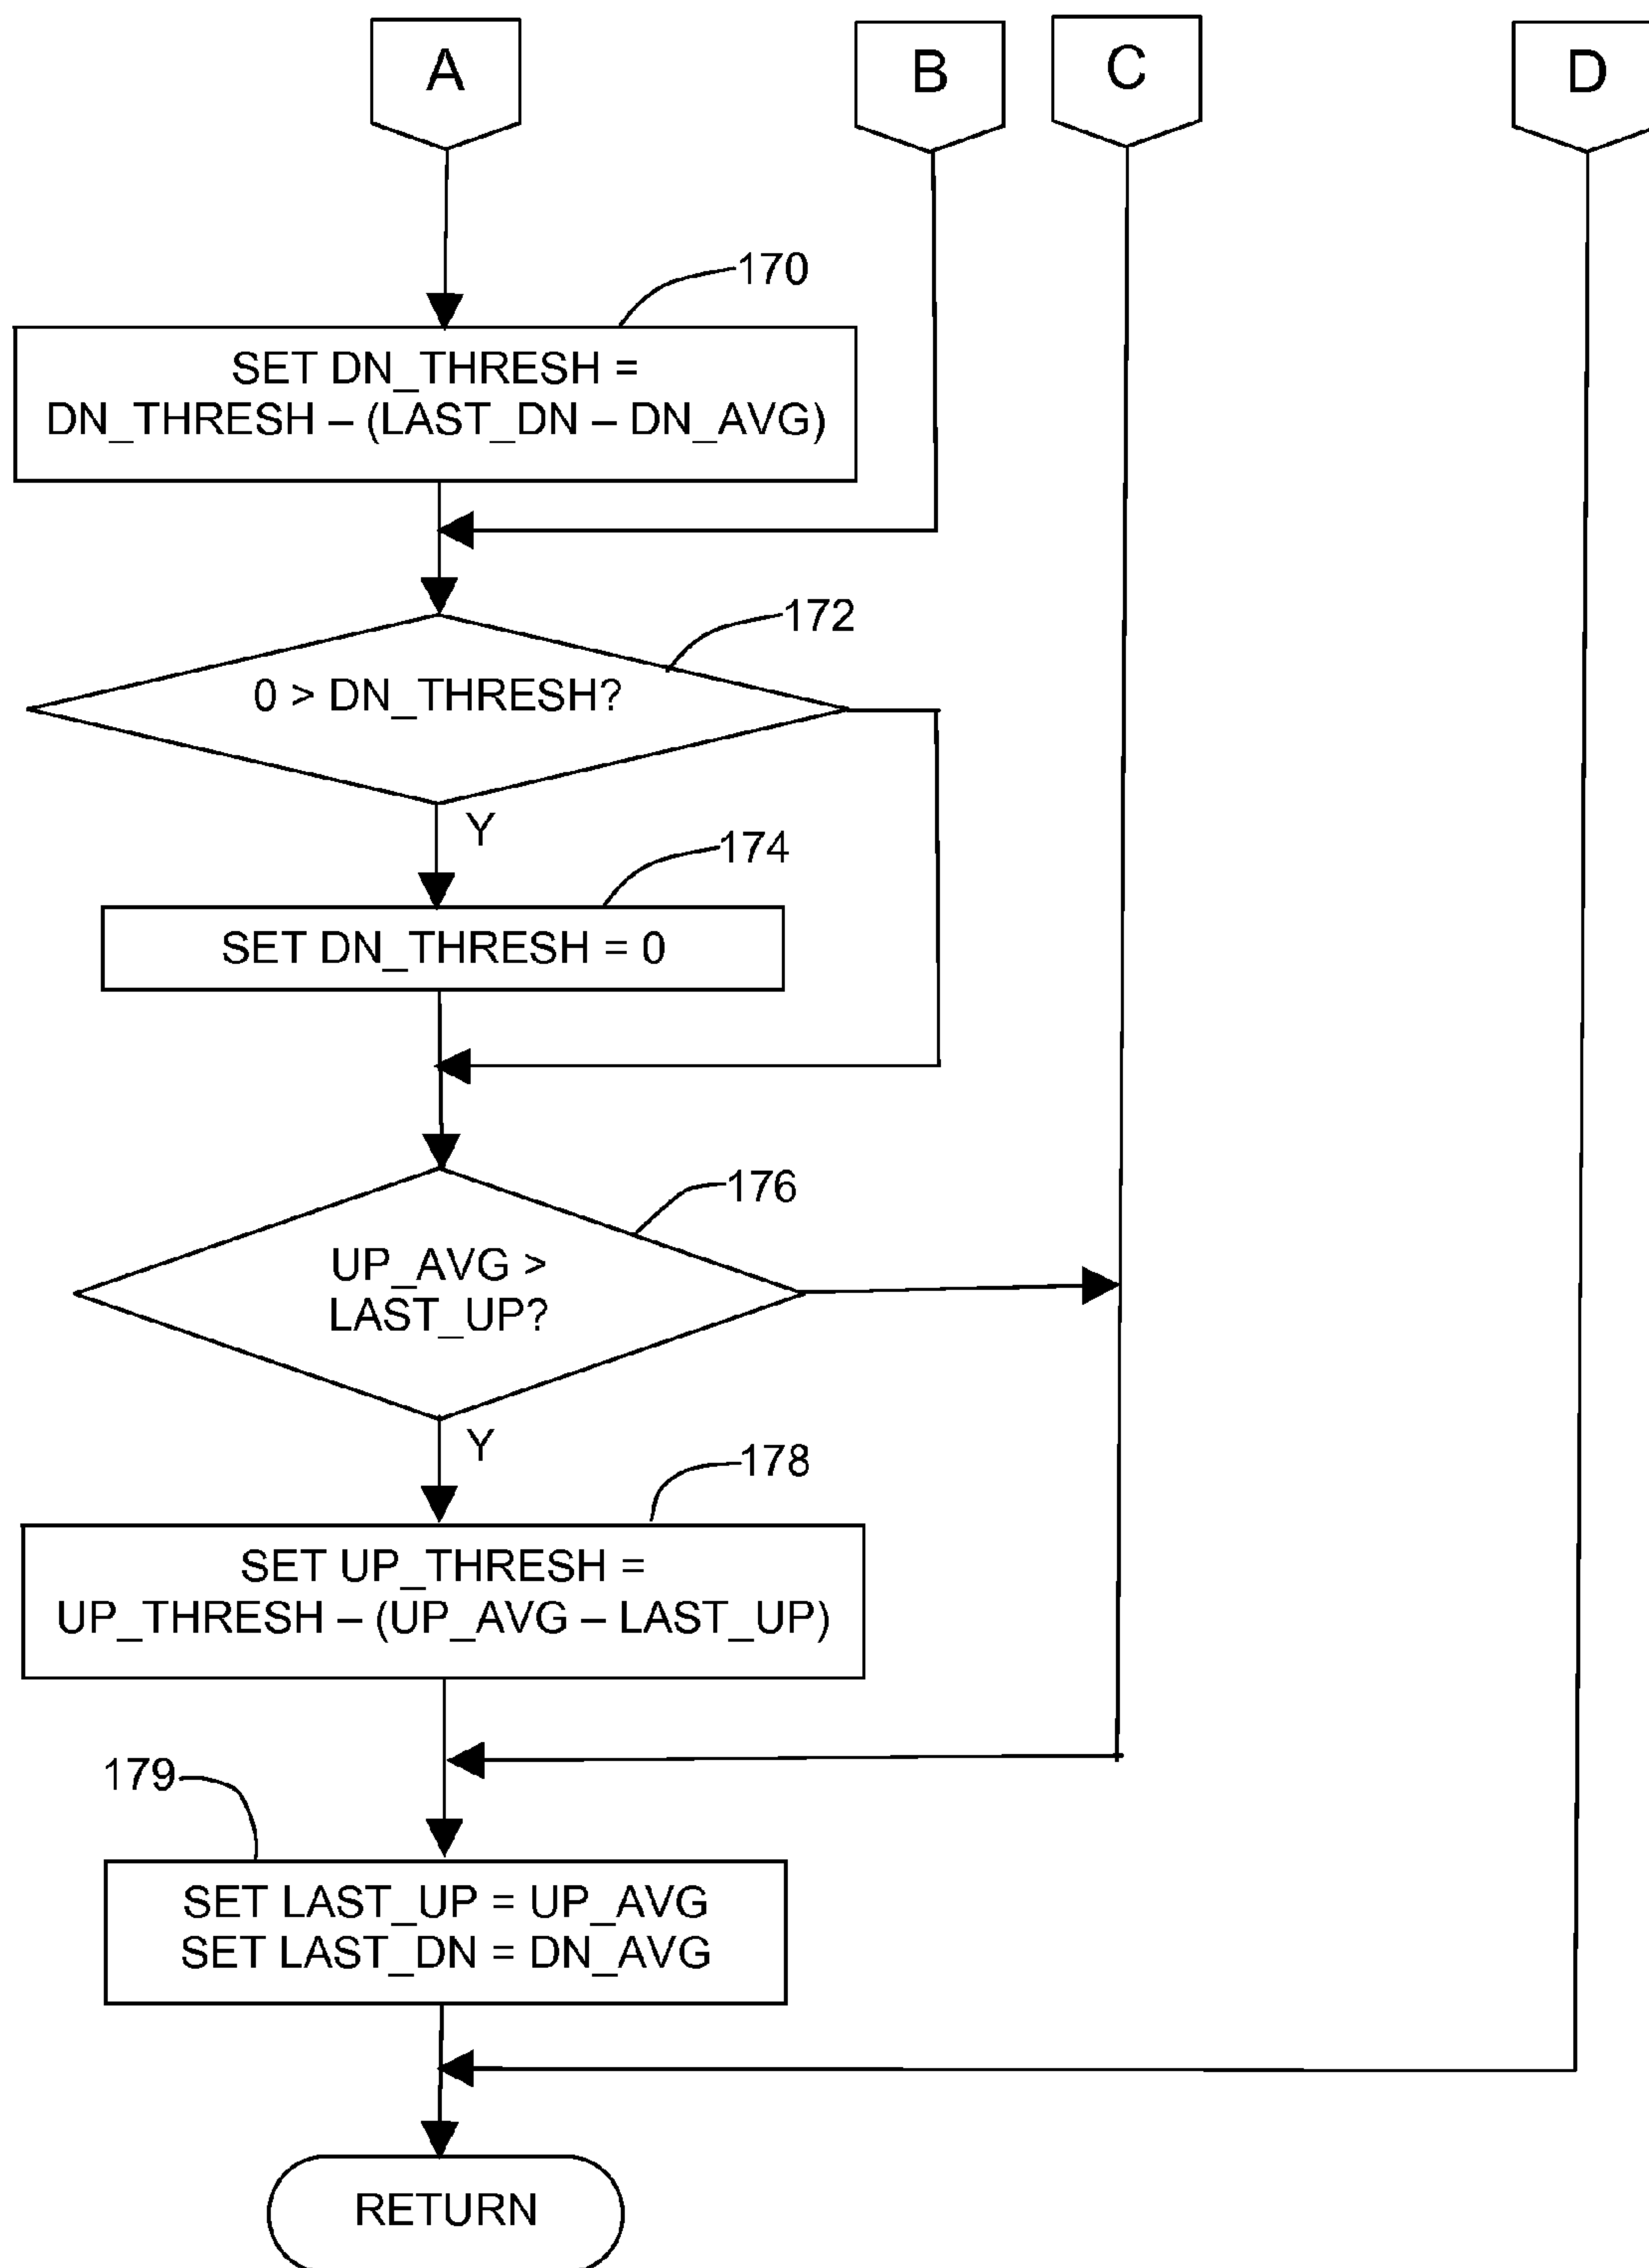 A
B
C
D
170
SET DN_THRESH =
DN_THRESH – (LAST_DN – DN_AVG)
172
0 > DN_THRESH?
Y
174
SET DN_THRESH = 0
176
UP_AVG >
LAST_UP?
Y
178
SET UP_THRESH =
UP_THRESH – (UP_AVG – LAST_UP)
179
SET LAST_UP = UP_AVG
SET LAST_DN = DN_AVG
RETURN